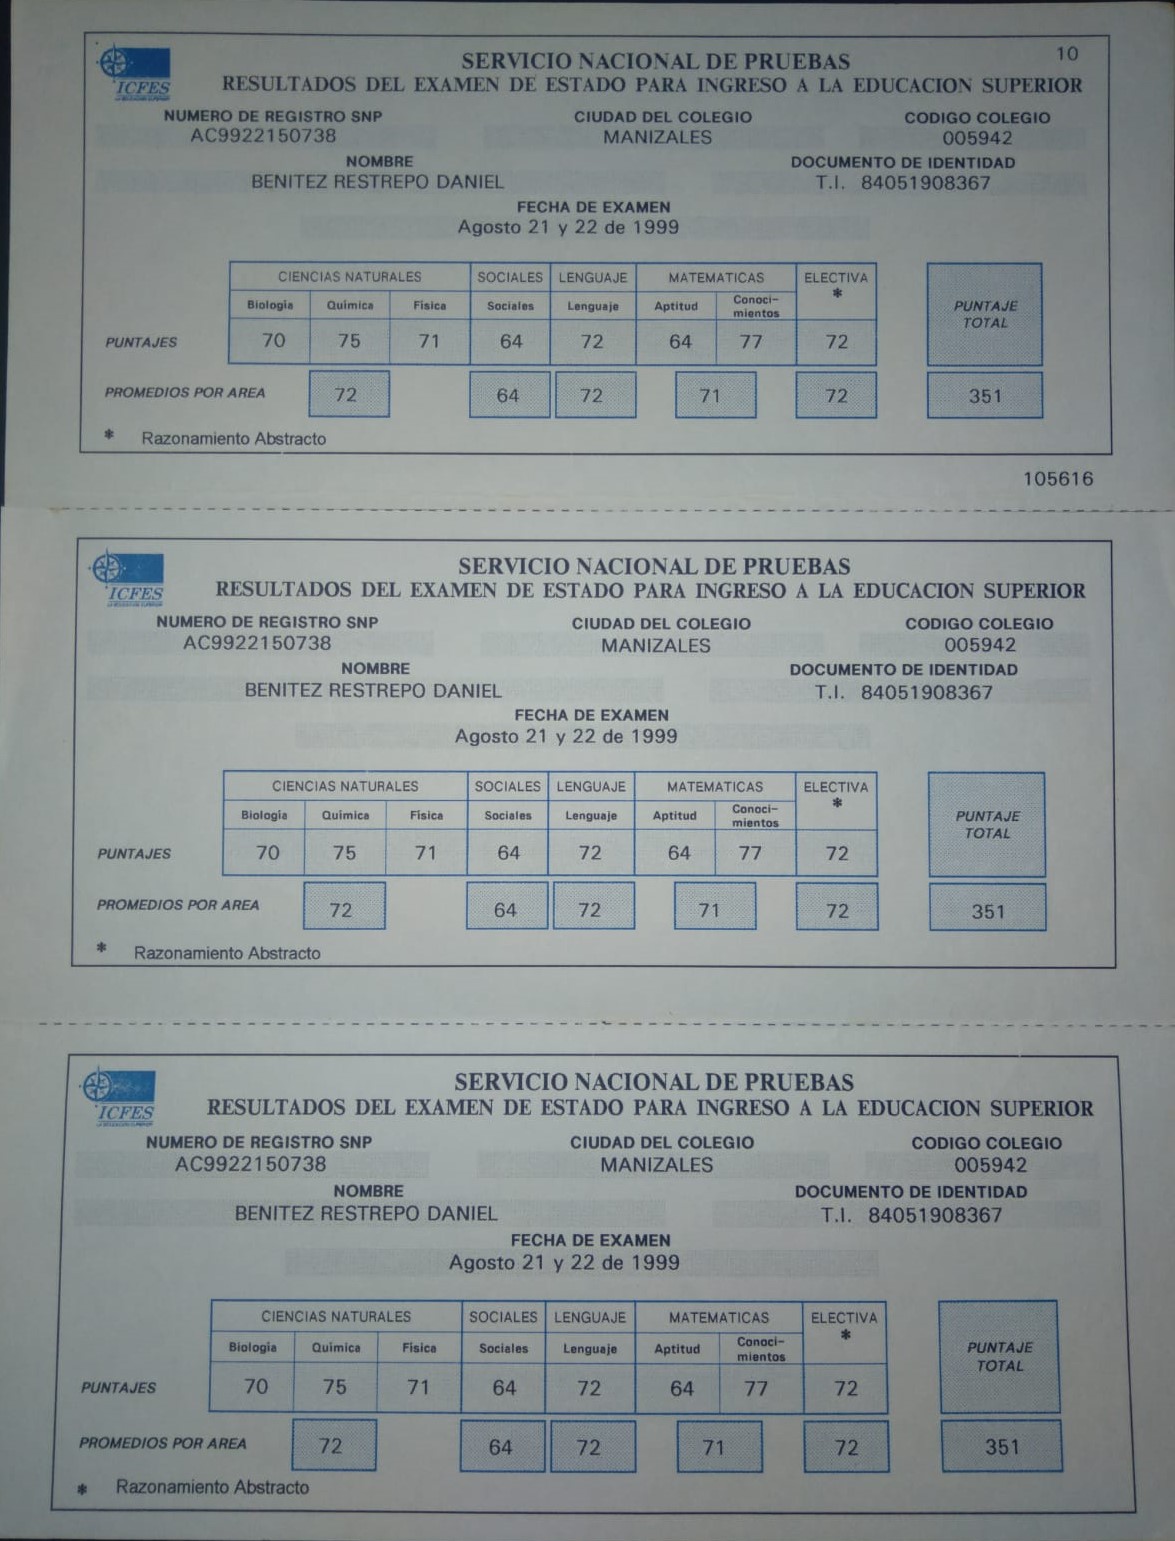 10
SERVICIO NACIONAL DE PRUEBAS
RESULTADOS DEL EXAMEN DE ESTADO PARA INGRESO A LA EDUCACION SUPERIOR
ICFES
NUMERO DE REGISTRO SNP CIUDAD DEL COLEGIO CODIGO COLEGIO
AC9922150738 MANIZALES 005942
NOMBRE DOCUMENTO DE IDENTIDAD
BENITEZ RESTREPO DANIEL T.I. 84051908367
FECHA DE EXAMEN
Agosto 21 y 22 de 1999
CIENCIAS NATURALES SOCIALES LENGUAJE MATEMATICAS ELECTIVA *
Biología Química Física Sociales Lenguaje Aptitud Conoci-mientos PUNTAJE TOTAL
PUNTAJES 70 75 71 64 72 64 77 72
PROMEDIOS POR AREA 72 64 72 71 72 351
* Razonamiento Abstracto
105616
SERVICIO NACIONAL DE PRUEBAS
RESULTADOS DEL EXAMEN DE ESTADO PARA INGRESO A LA EDUCACION SUPERIOR
ICFES
NUMERO DE REGISTRO SNP CIUDAD DEL COLEGIO CODIGO COLEGIO
AC9922150738 MANIZALES 005942
NOMBRE DOCUMENTO DE IDENTIDAD
BENITEZ RESTREPO DANIEL T.I. 84051908367
FECHA DE EXAMEN
Agosto 21 y 22 de 1999
CIENCIAS NATURALES SOCIALES LENGUAJE MATEMATICAS ELECTIVA *
Biología Química Física Sociales Lenguaje Aptitud Conoci-mientos PUNTAJE TOTAL
PUNTAJES 70 75 71 64 72 64 77 72
PROMEDIOS POR AREA 72 64 72 71 72 351
* Razonamiento Abstracto
SERVICIO NACIONAL DE PRUEBAS
RESULTADOS DEL EXAMEN DE ESTADO PARA INGRESO A LA EDUCACION SUPERIOR
ICFES
NUMERO DE REGISTRO SNP CIUDAD DEL COLEGIO CODIGO COLEGIO
AC9922150738 MANIZALES 005942
NOMBRE DOCUMENTO DE IDENTIDAD
BENITEZ RESTREPO DANIEL T.I. 84051908367
FECHA DE EXAMEN
Agosto 21 y 22 de 1999
CIENCIAS NATURALES SOCIALES LENGUAJE MATEMATICAS ELECTIVA *
Biología Química Física Sociales Lenguaje Aptitud Conoci-mientos PUNTAJE TOTAL
PUNTAJES 70 75 71 64 72 64 77 72
PROMEDIOS POR AREA 72 64 72 71 72 351
* Razonamiento Abstracto